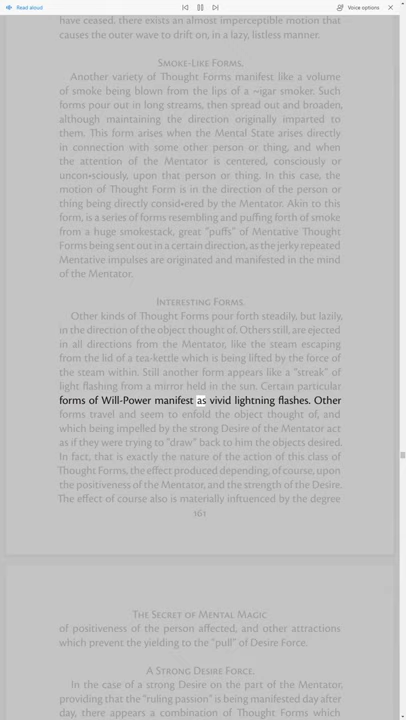 Read aloud
Voice options
have ceased, there exists an almost imperceptible motion that
causes the outer wave to drift on, in a lazy, listless manner.
Smoke-Like Forms.
Another variety of Thought Forms manifest like a volume
of smoke being blown from the lips of a ~igar smoker. Such
forms pour out in long streams, then spread out and broaden,
although maintaining the direction originally imparted to
them. This form arises when the Mental State arises directly
in connection with some other person or thing, and when
the attention of the Mentator is centered, consciously or
uncon•sciously, upon that person or thing. In this case, the
motion of Thought Form is in the direction of the person or
thing being directly consid•ered by the Mentator. Akin to this
form, is a series of forms resembling and puffing forth of smoke
from a huge smokestack, great "puffs" of Mentative Thought
Forms being sent out in a certain direction, as the jerky repeated
Mentative impulses are originated and manifested in the mind
of the Mentator.
Interesting Forms.
Other kinds of Thought Forms pour forth steadily, but lazily,
in the direction of the object thought of. Others still, are ejected
in all directions from the Mentator, like the steam escaping
from the lid of a tea-kettle which is being lifted by the force of
the steam within. Still another form appears like a "streak" of
light flashing from a mirror held in the sun. Certain particular
forms of Will-Power manifest as vivid lightning flashes. Other
forms travel and seem to enfold the object thought of, and
which being impelled by the strong Desire of the Mentator act
as if they were trying to "draw" back to him the objects desired.
In fact, that is exactly the nature of the action of this class of
Thought Forms, the effect produced depending, of course, upon
the positiveness of the Mentator, and the strength of the Desire.
The effect of course also is materially influenced by the degree
161
The Secret of Mental Magic
of positiveness of the person affected, and other attractions
which prevent the yielding to the "pull" of Desire Force.
A Strong Desire Force.
In the case of a strong Desire on the part of the Mentator,
providing that the "ruling passion" is being manifested day after
day, there appears a combination of Thought Forms which